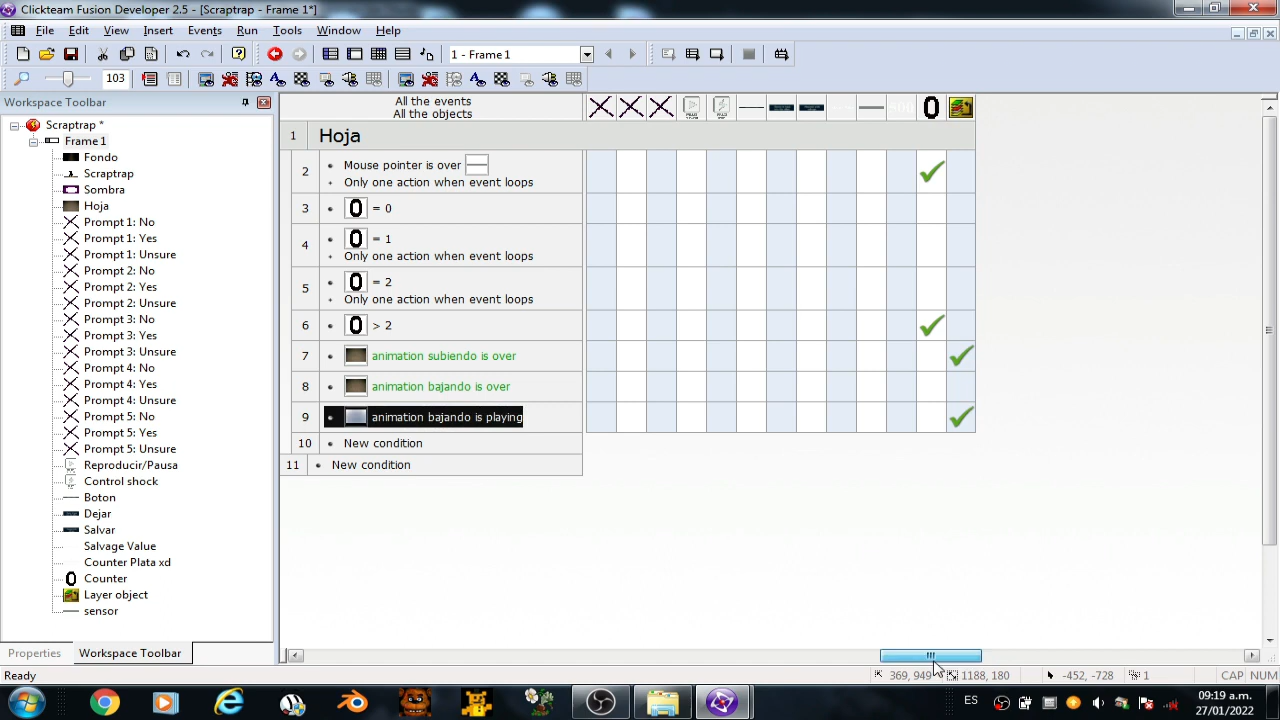 Clickteam Fusion Developer 2.5 - [Scraptrap - Frame 1*]
File Edit View Insert Events Run Tools Window Help
1 - Frame 1
103
Workspace Toolbar
Scraptrap *
Frame 1
Fondo
Scraptrap
Sombra
Hoja
Prompt 1: No
Prompt 1: Yes
Prompt 1: Unsure
Prompt 2: No
Prompt 2: Yes
Prompt 2: Unsure
Prompt 3: No
Prompt 3: Yes
Prompt 3: Unsure
Prompt 4: No
Prompt 4: Yes
Prompt 4: Unsure
Prompt 5: No
Prompt 5: Yes
Prompt 5: Unsure
Reproducir/Pausa
Control shock
Boton
Dejar
Salvar
Salvage Value
Counter Plata xd
Counter
Layer object
sensor
Properties Workspace Toolbar
All the events
All the objects
0
1 Hoja
2 Mouse pointer is over
Only one action when event loops
3 0 = 0
4 0 = 1
Only one action when event loops
5 0 = 2
Only one action when event loops
6 0 > 2
7 animation subiendo is over
8 animation bajando is over
9 animation bajando is playing
10 New condition
11 New condition
Ready
369, 949 1188, 180 -452, -728 1 CAP NUM
ES 09:19 a.m.
27/01/2022